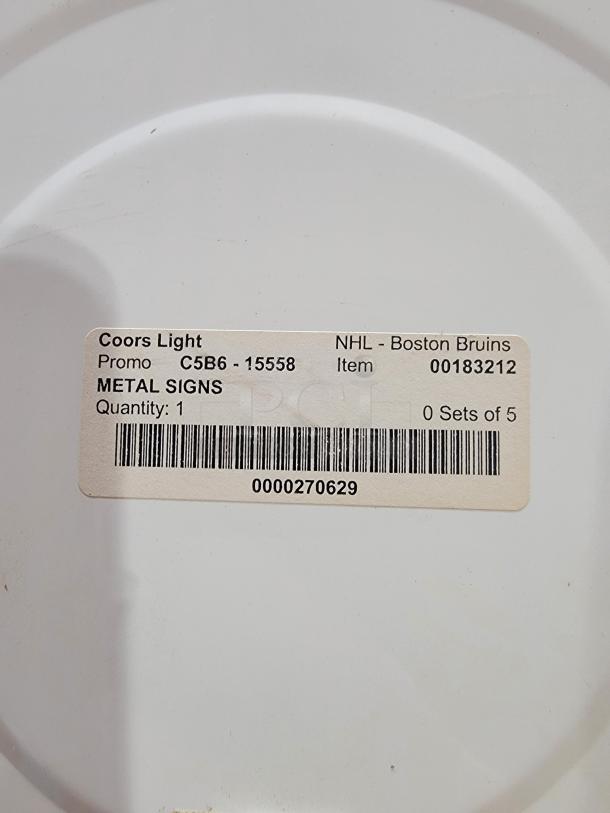 Coors Light NHL - Boston Bruins
Promo C5B6 - 15558 Item 00183212
METAL SIGNS
Quantity: 1 0 Sets of 5
0000270629